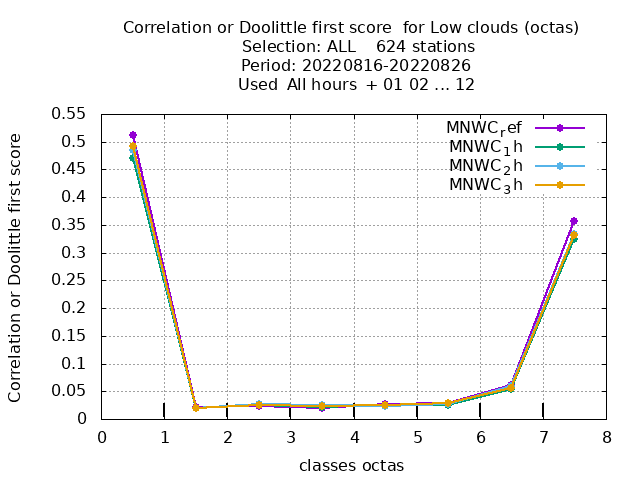 Correlation or Doolittle first score  for Low clouds (octas)
Selection: ALL    624 stations
Period: 20220816-20220826
Used  All hours  + 01 02 ... 12
Correlation or Doolittle first score
0.55
0.5
0.45
0.4
0.35
0.3
0.25
0.2
0.15
0.1
0.05
0
MNWC_ref
MNWC_1h
MNWC_2h
MNWC_3h
0 1 2 3 4 5 6 7 8
classes octas